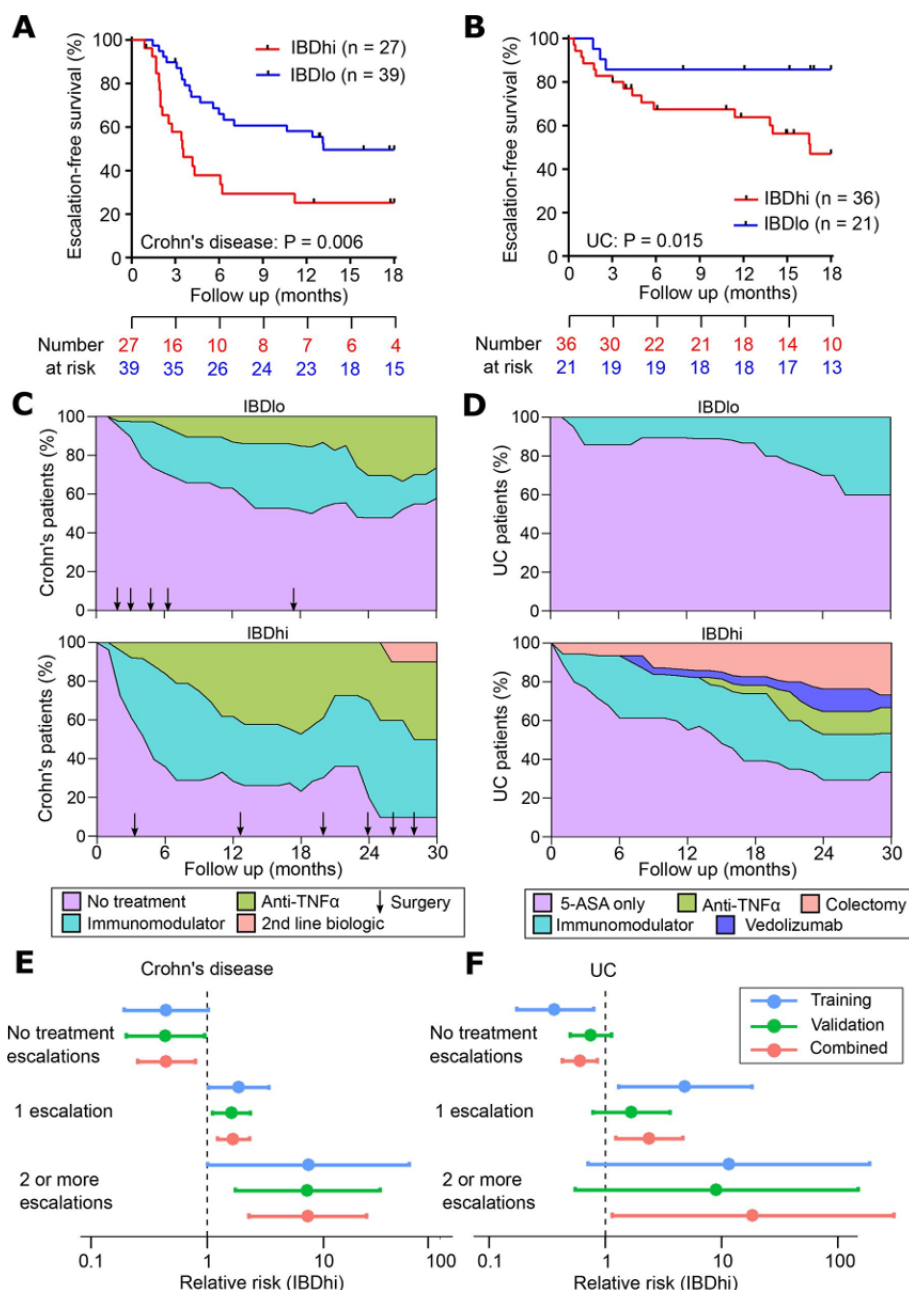 A
Escalation-free survival (%)
100
80
60
40
20
0
IBDhi (n = 27)
IBDlo (n = 39)
Crohn's disease: P = 0.006
0 3 6 9 12 15 18
Follow up (months)
Number at risk
27 16 10 8 7 6 4
39 35 26 24 23 18 15
B
Escalation-free survival (%)
100
80
60
40
20
0
IBDhi (n = 36)
IBDlo (n = 21)
UC: P = 0.015
0 3 6 9 12 15 18
Follow up (months)
Number at risk
36 30 22 21 18 14 10
21 19 19 18 18 17 13
C
IBDlo
Crohn's patients (%)
100
80
60
40
20
0
IBDhi
Crohn's patients (%)
100
80
60
40
20
0
0 6 12 18 24 30
Follow up (months)
No treatment
Anti-TNFα
Surgery
Immunomodulator
2nd line biologic
D
IBDlo
UC patients (%)
100
80
60
40
20
0
IBDhi
UC patients (%)
100
80
60
40
20
0
0 6 12 18 24 30
Follow up (months)
5-ASA only
Anti-TNFα
Colectomy
Immunomodulator
Vedolizumab
E
Crohn's disease
No treatment
escalations
1 escalation
2 or more
escalations
0.1 1 10 100
Relative risk (IBDhi)
F
UC
Training
Validation
Combined
No treatment
escalations
1 escalation
2 or more
escalations
0.1 1 10 100
Relative risk (IBDhi)